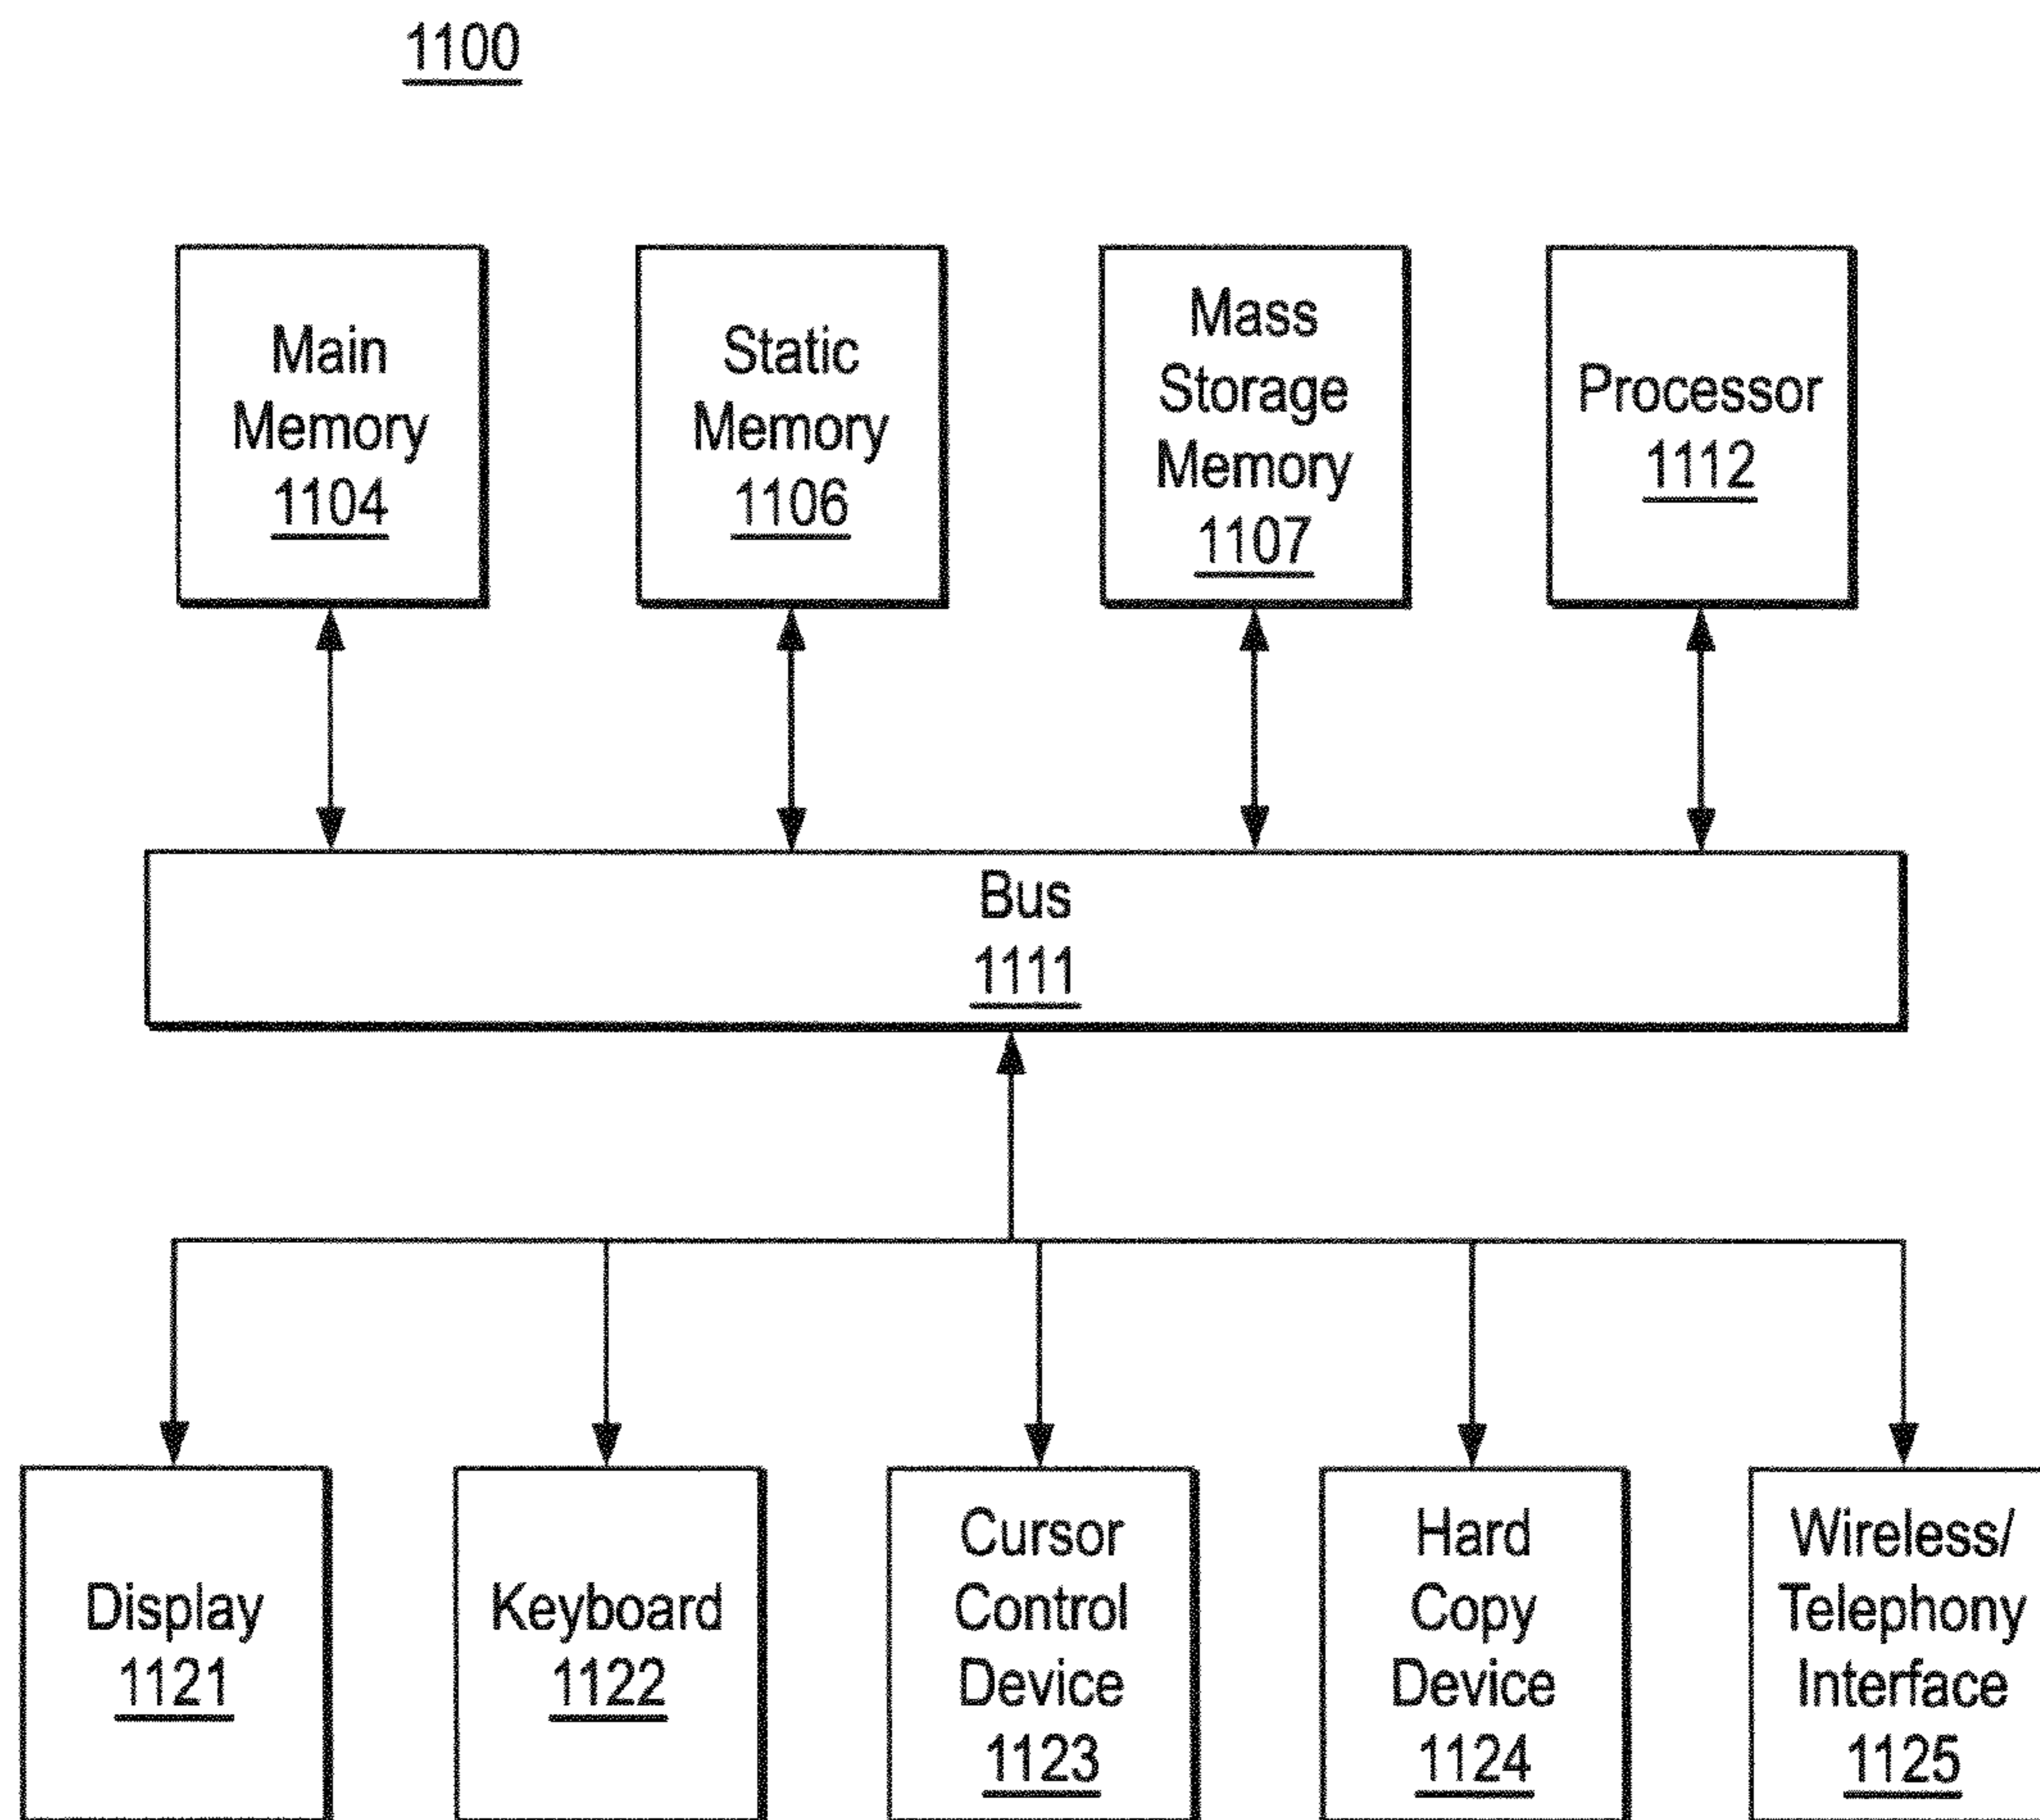 1100
Main
Memory
1104
Static
Memory
1106
Mass
Storage
Memory
1107
Processor
1112
Bus
1111
Display
1121
Keyboard
1122
Cursor
Control
Device
1123
Hard
Copy
Device
1124
Wireless/
Telephony
Interface
1125